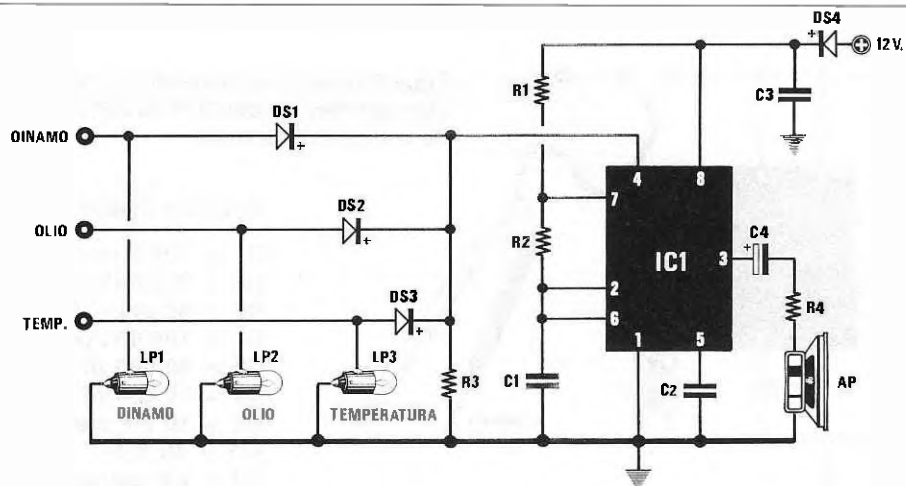 DS4
12 V.
R1
C3
DS1
DINAMO
4
8
7
DS2
OLIO
R2
IC1
3
C4
2
DS3
R4
TEMP.
6
LP1
LP2
LP3
R3
C1
1
5
C2
AP
DINAMO
OLIO
TEMPERATURA